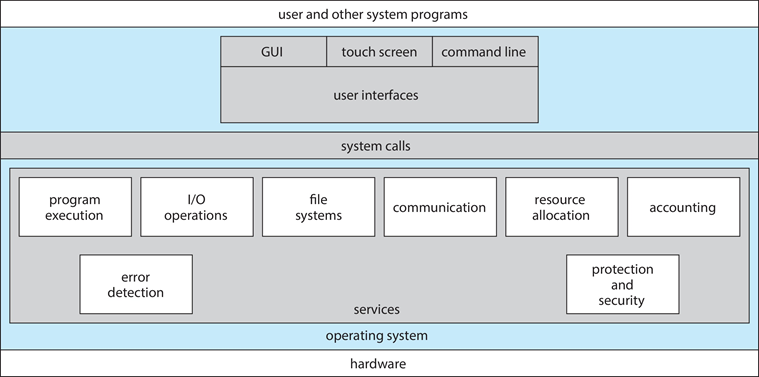 user and other system programs
GUI
touch screen
command line
user interfaces
system calls
program
execution
I/O
operations
file
systems
communication
resource
allocation
accounting
error
detection
protection
and
security
services
operating system
hardware